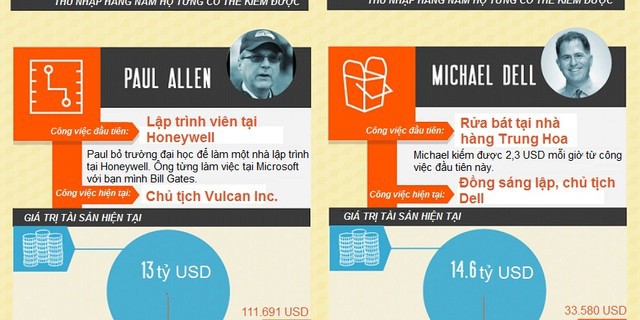 THU NHẬP HÀNG NĂM HỌ TỪNG CÓ THỂ KIẾM ĐƯỢC
PAUL ALLEN
Công việc đầu tiên:
Lập trình viên tại
Honeywell
Paul bỏ trường đại học để làm một nhà lập trình
tại Honeywell. Ông từng làm việc tại Microsoft
với bạn mình Bill Gates.
Công việc hiện tại:
Chủ tịch Vulcan Inc.
GIÁ TRỊ TÀI SẢN HIỆN TẠI
13 tỷ USD
111.691 USD
THU NHẬP HÀNG NĂM HỌ TỪNG CÓ THỂ KIẾM ĐƯỢC
MICHAEL DELL
Công việc đầu tiên:
Rửa bát tại nhà
hàng Trung Hoa
Michael kiếm được 2,3 USD mỗi giờ từ công
việc đầu tiên này.
Công việc hiện tại:
Đồng sáng lập, chủ tịch
Dell
GIÁ TRỊ TÀI SẢN HIỆN TẠI
14.6 tỷ USD
33.580 USD